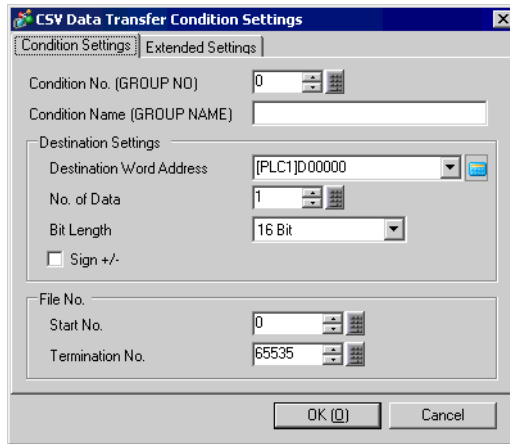 CSV Data Transfer Condition Settings
Condition Settings Extended Settings
Condition No. (GROUP NO) 0
Condition Name (GROUP NAME)
Destination Settings
Destination Word Address [PLC1]D00000
No. of Data 1
Bit Length 16 Bit
Sign +/-
File No.
Start No. 0
Termination No. 65535
OK (O) Cancel